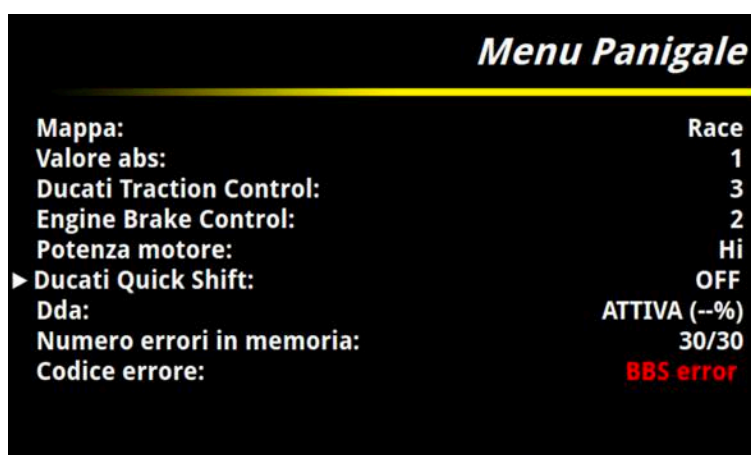 Menu Panigale
Mappa: Race
Valore abs: 1
Ducati Traction Control: 3
Engine Brake Control: 2
Potenza motore: Hi
Ducati Quick Shift: OFF
Dda: ATTIVA (--%)
Numero errori in memoria: 30/30
Codice errore: BBS error